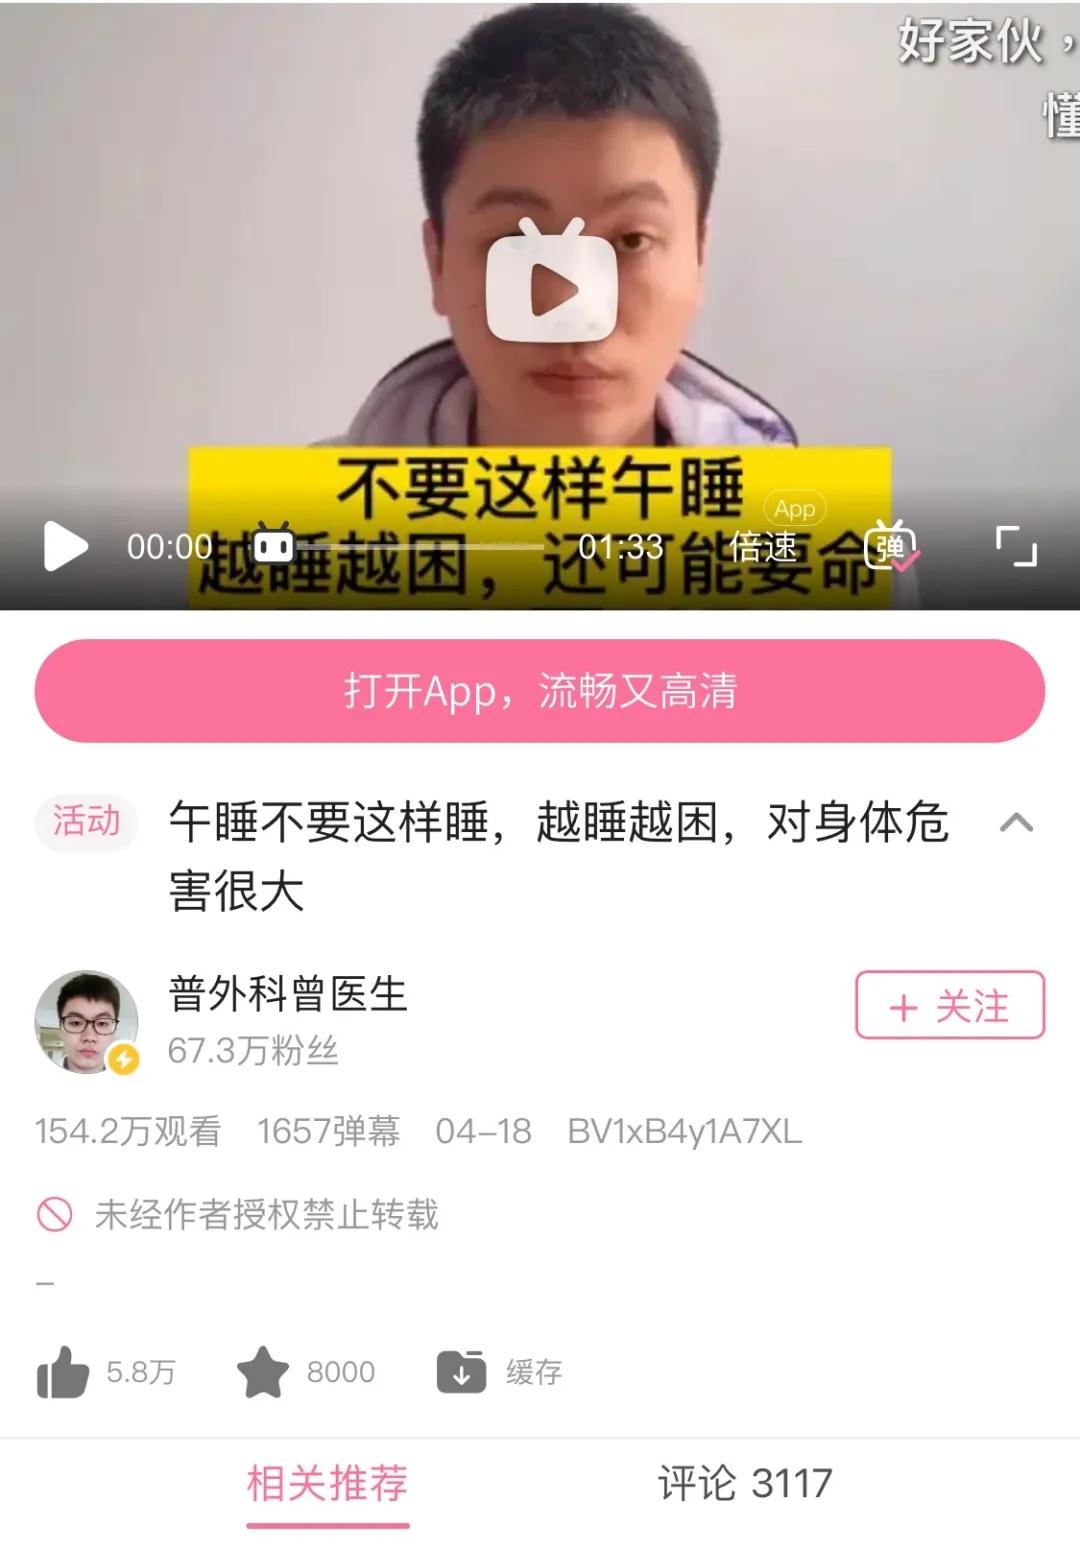 好家伙，
懂
不要这样午睡
越睡越困，还可能要命
00:00
01:33
App
倍速
弹
打开App，流畅又高清
活动
午睡不要这样睡，越睡越困，对身体危
害很大
普外科曾医生
67.3万粉丝
+ 关注
154.2万观看 1657弹幕 04-18 BV1xB4y1A7XL
未经作者授权禁止转载
–
5.8万 8000 缓存
相关推荐 评论 3117